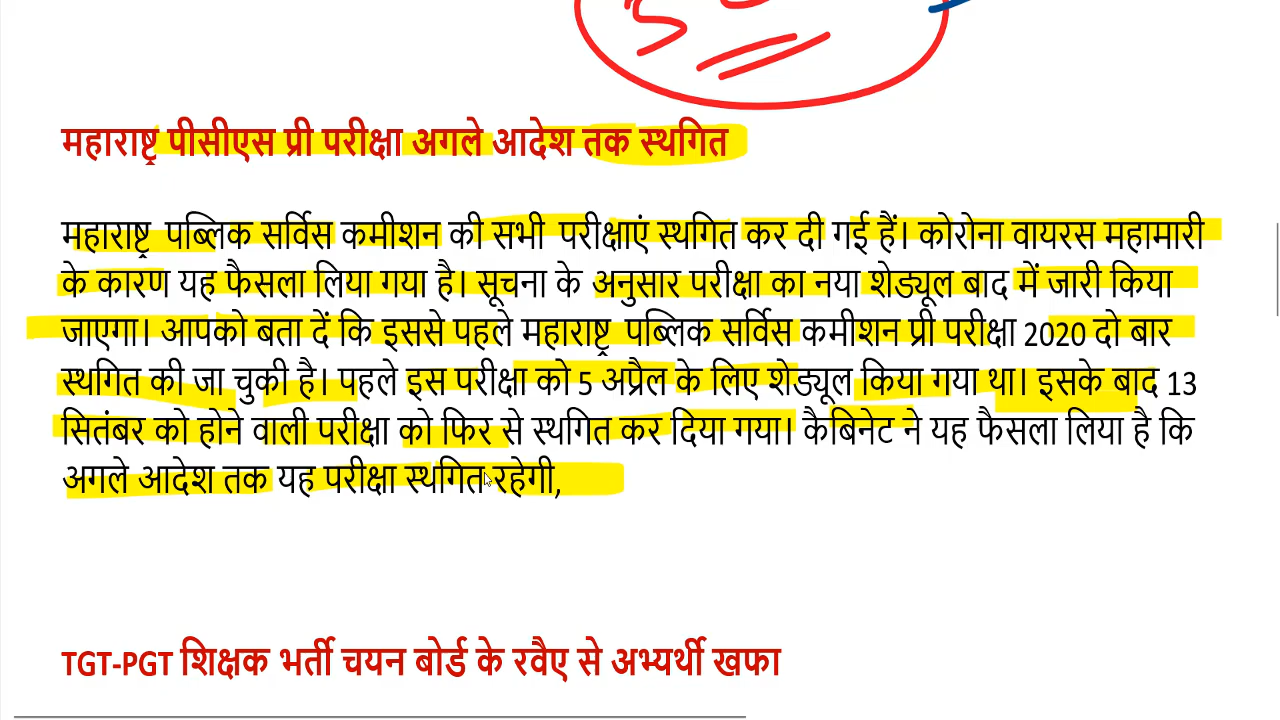 महाराष्ट्र पीसीएस प्री परीक्षा अगले आदेश तक स्थगित
महाराष्ट्र पब्लिक सर्विस कमीशन की सभी परीक्षाएं स्थगित कर दी गई हैं। कोरोना वायरस महामारी
के कारण यह फैसला लिया गया है। सूचना के अनुसार परीक्षा का नया शेड्यूल बाद में जारी किया
जाएगा। आपको बता दें कि इससे पहले महाराष्ट्र पब्लिक सर्विस कमीशन प्री परीक्षा 2020 दो बार
स्थगित की जा चुकी है। पहले इस परीक्षा को 5 अप्रैल के लिए शेड्यूल किया गया था। इसके बाद 13
सितंबर को होने वाली परीक्षा को फिर से स्थगित कर दिया गया। कैबिनेट ने यह फैसला लिया है कि
अगले आदेश तक यह परीक्षा स्थगित रहेगी,
TGT-PGT शिक्षक भर्ती चयन बोर्ड के रवैए से अभ्यर्थी खफा